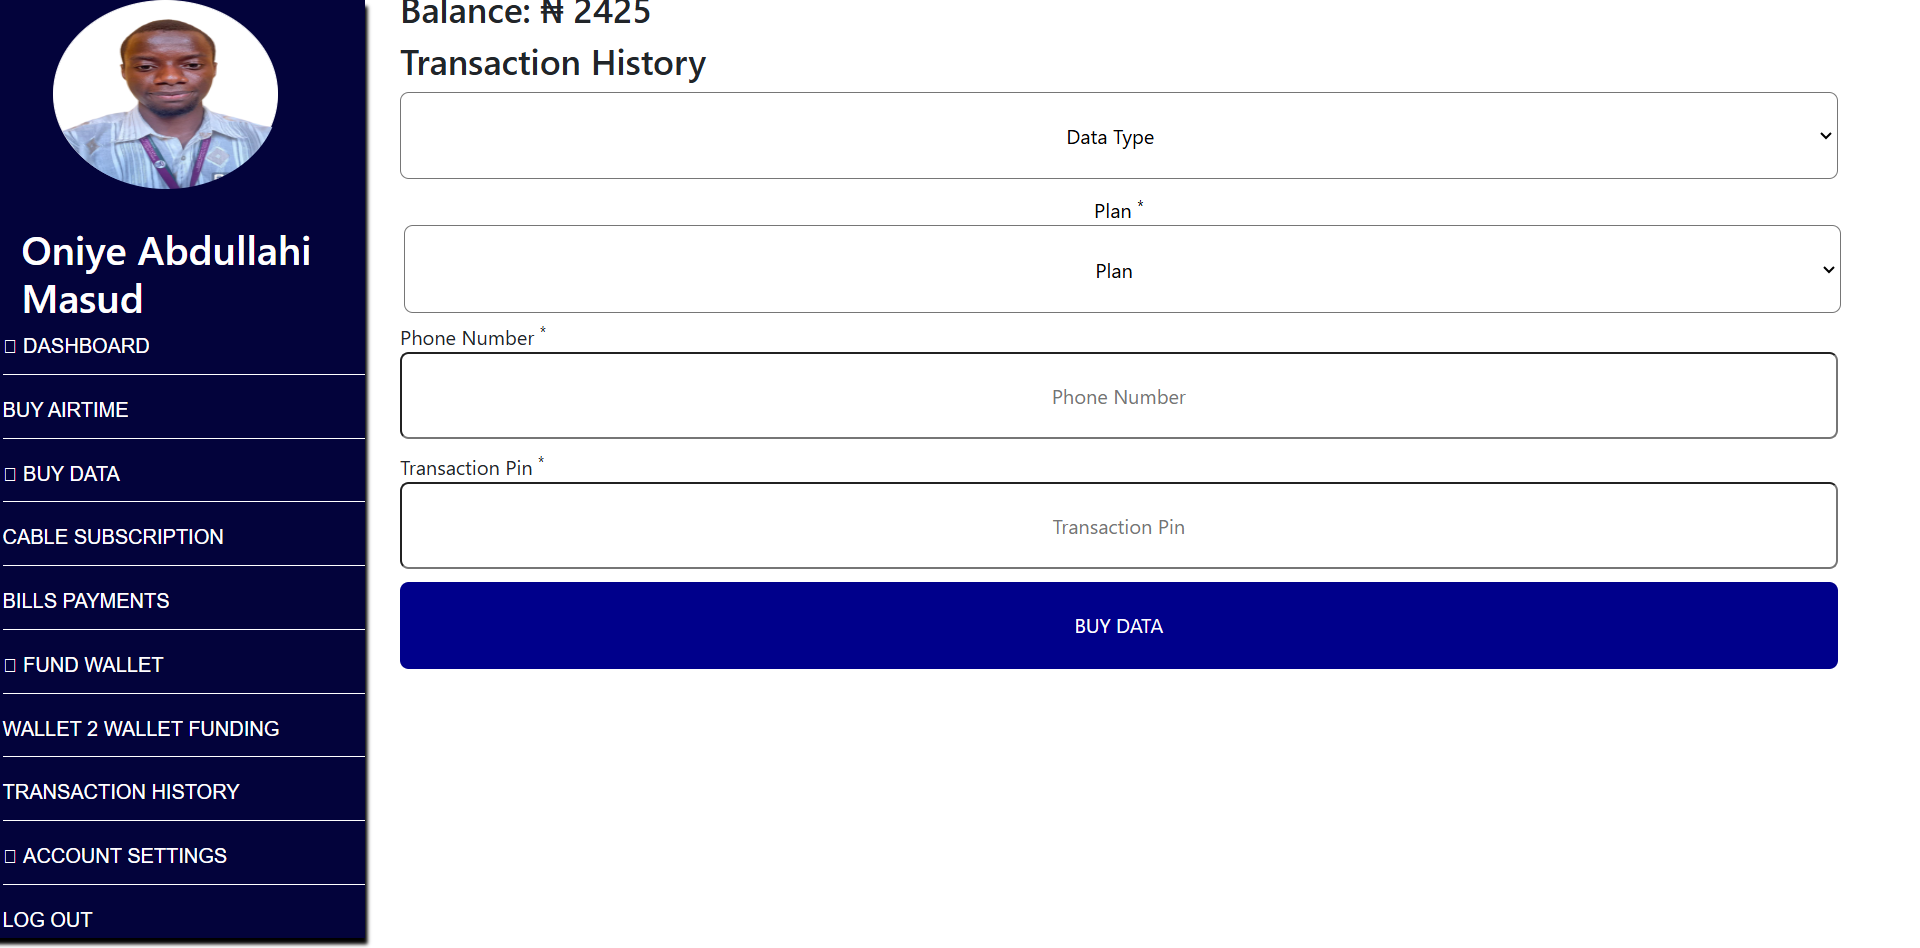 Oniye Abdullahi
Masud
DASHBOARD
BUY AIRTIME
BUY DATA
CABLE SUBSCRIPTION
BILLS PAYMENTS
FUND WALLET
WALLET 2 WALLET FUNDING
TRANSACTION HISTORY
ACCOUNT SETTINGS
LOG OUT
Balance: ₦ 2425
Transaction History
Data Type
Plan *
Plan
Phone Number *
Phone Number
Transaction Pin *
Transaction Pin
BUY DATA